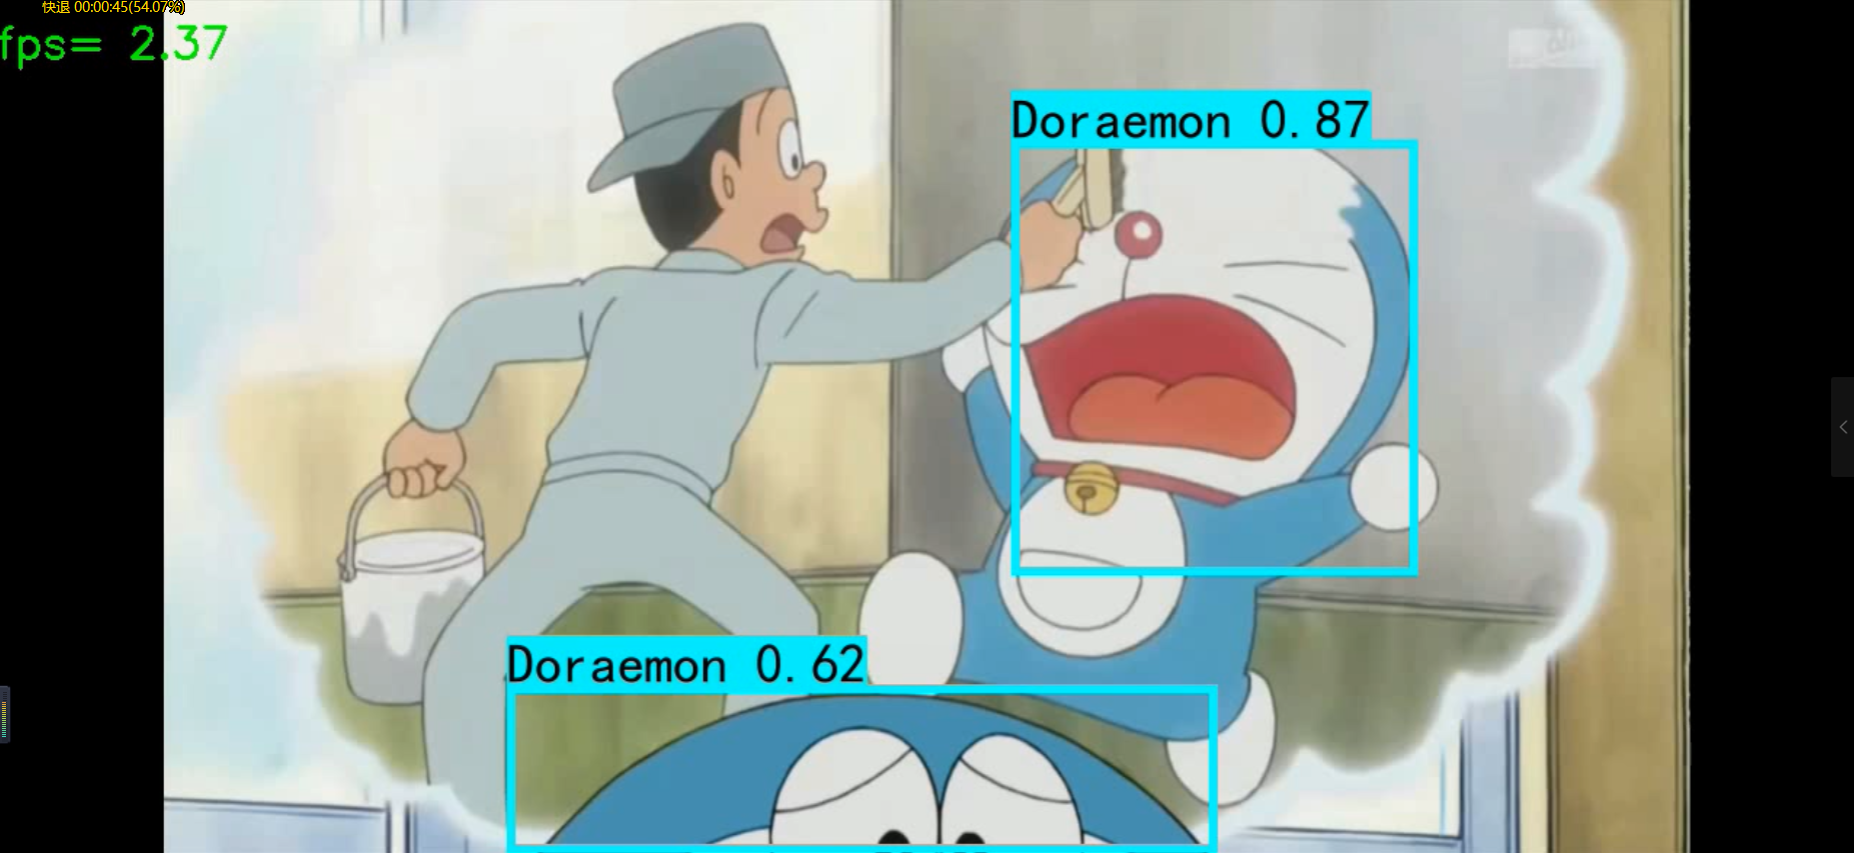 快退 00:00:45(54.07%)
fps= 2.37
Doraemon 0.87
Doraemon 0.62